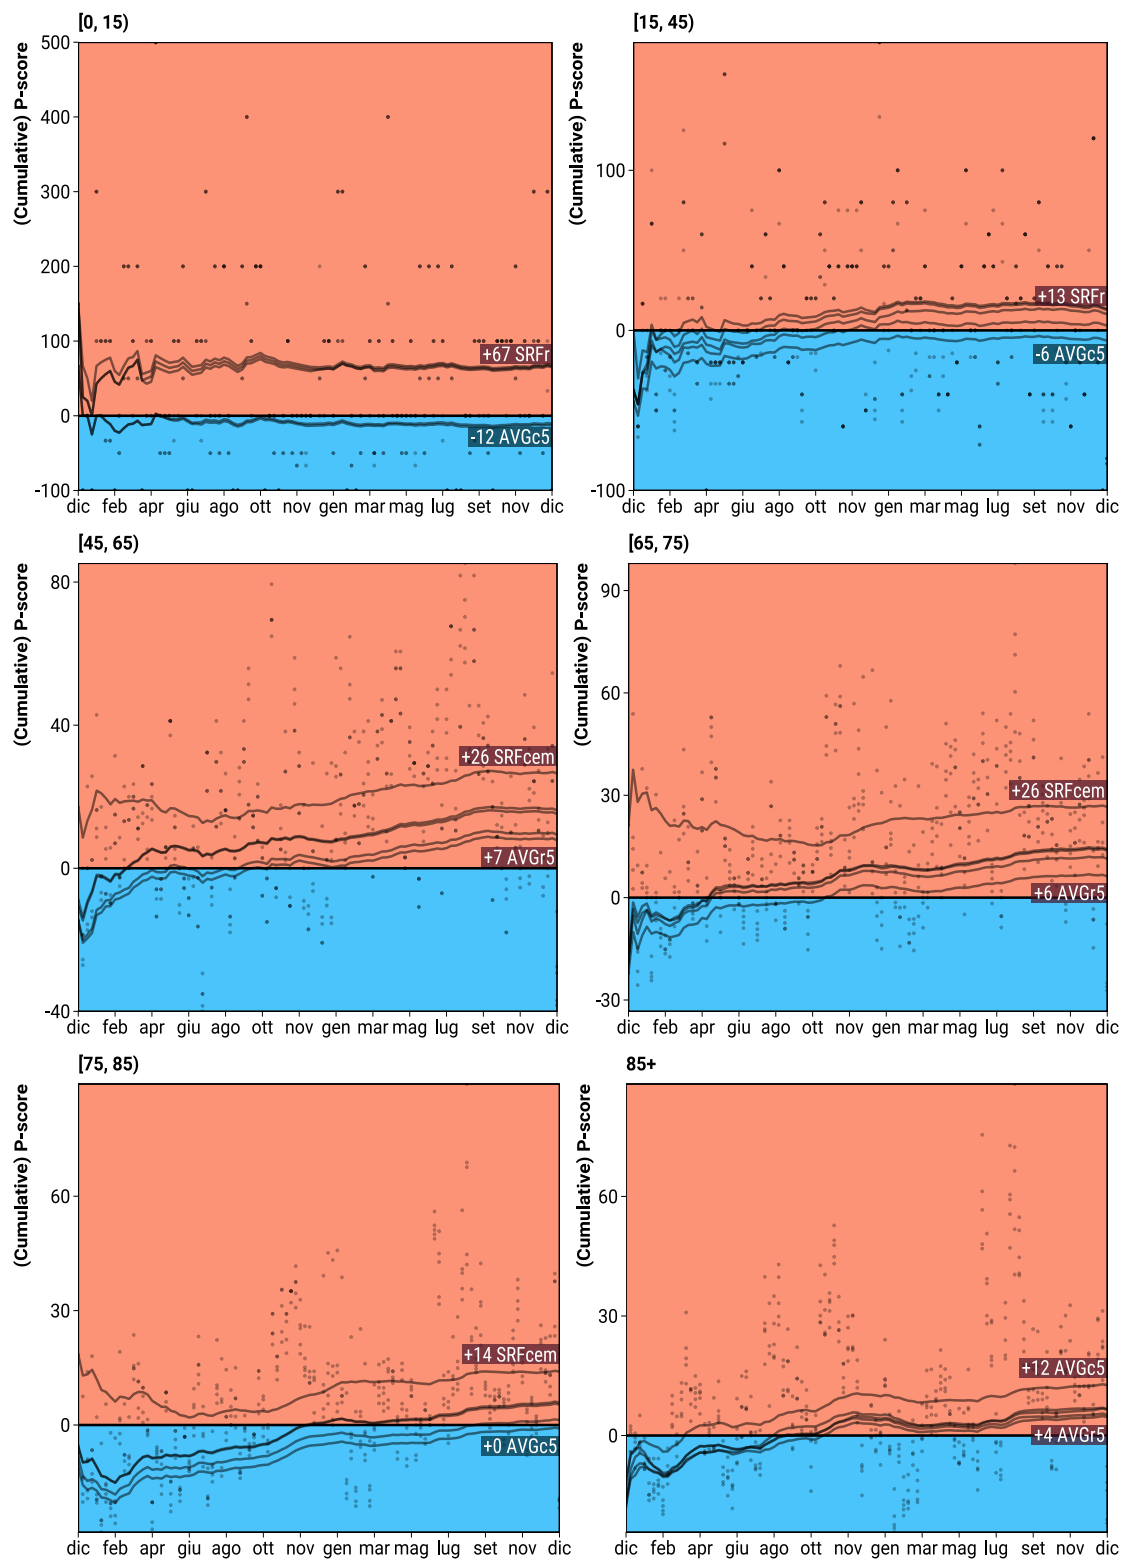 [0, 15)
(Cumulative) P-score
500
400
300
200
100
0
-100
+67 SRFr
-12 AVGc5
dic feb apr giu ago ott nov gen mar mag lug set nov dic
[15, 45)
(Cumulative) P-score
100
0
-100
+13 SRFr
-6 AVGc5
dic feb apr giu ago ott nov gen mar mag lug set nov dic
[45, 65)
(Cumulative) P-score
80
40
0
-40
+26 SRFcem
+7 AVGr5
dic feb apr giu ago ott nov gen mar mag lug set nov dic
[65, 75)
(Cumulative) P-score
90
60
30
0
-30
+26 SRFcem
+6 AVGr5
dic feb apr giu ago ott nov gen mar mag lug set nov dic
[75, 85)
(Cumulative) P-score
60
30
0
+14 SRFcem
+0 AVGc5
dic feb apr giu ago ott nov gen mar mag lug set nov dic
85+
(Cumulative) P-score
60
30
0
+12 AVGc5
+4 AVGr5
dic feb apr giu ago ott nov gen mar mag lug set nov dic